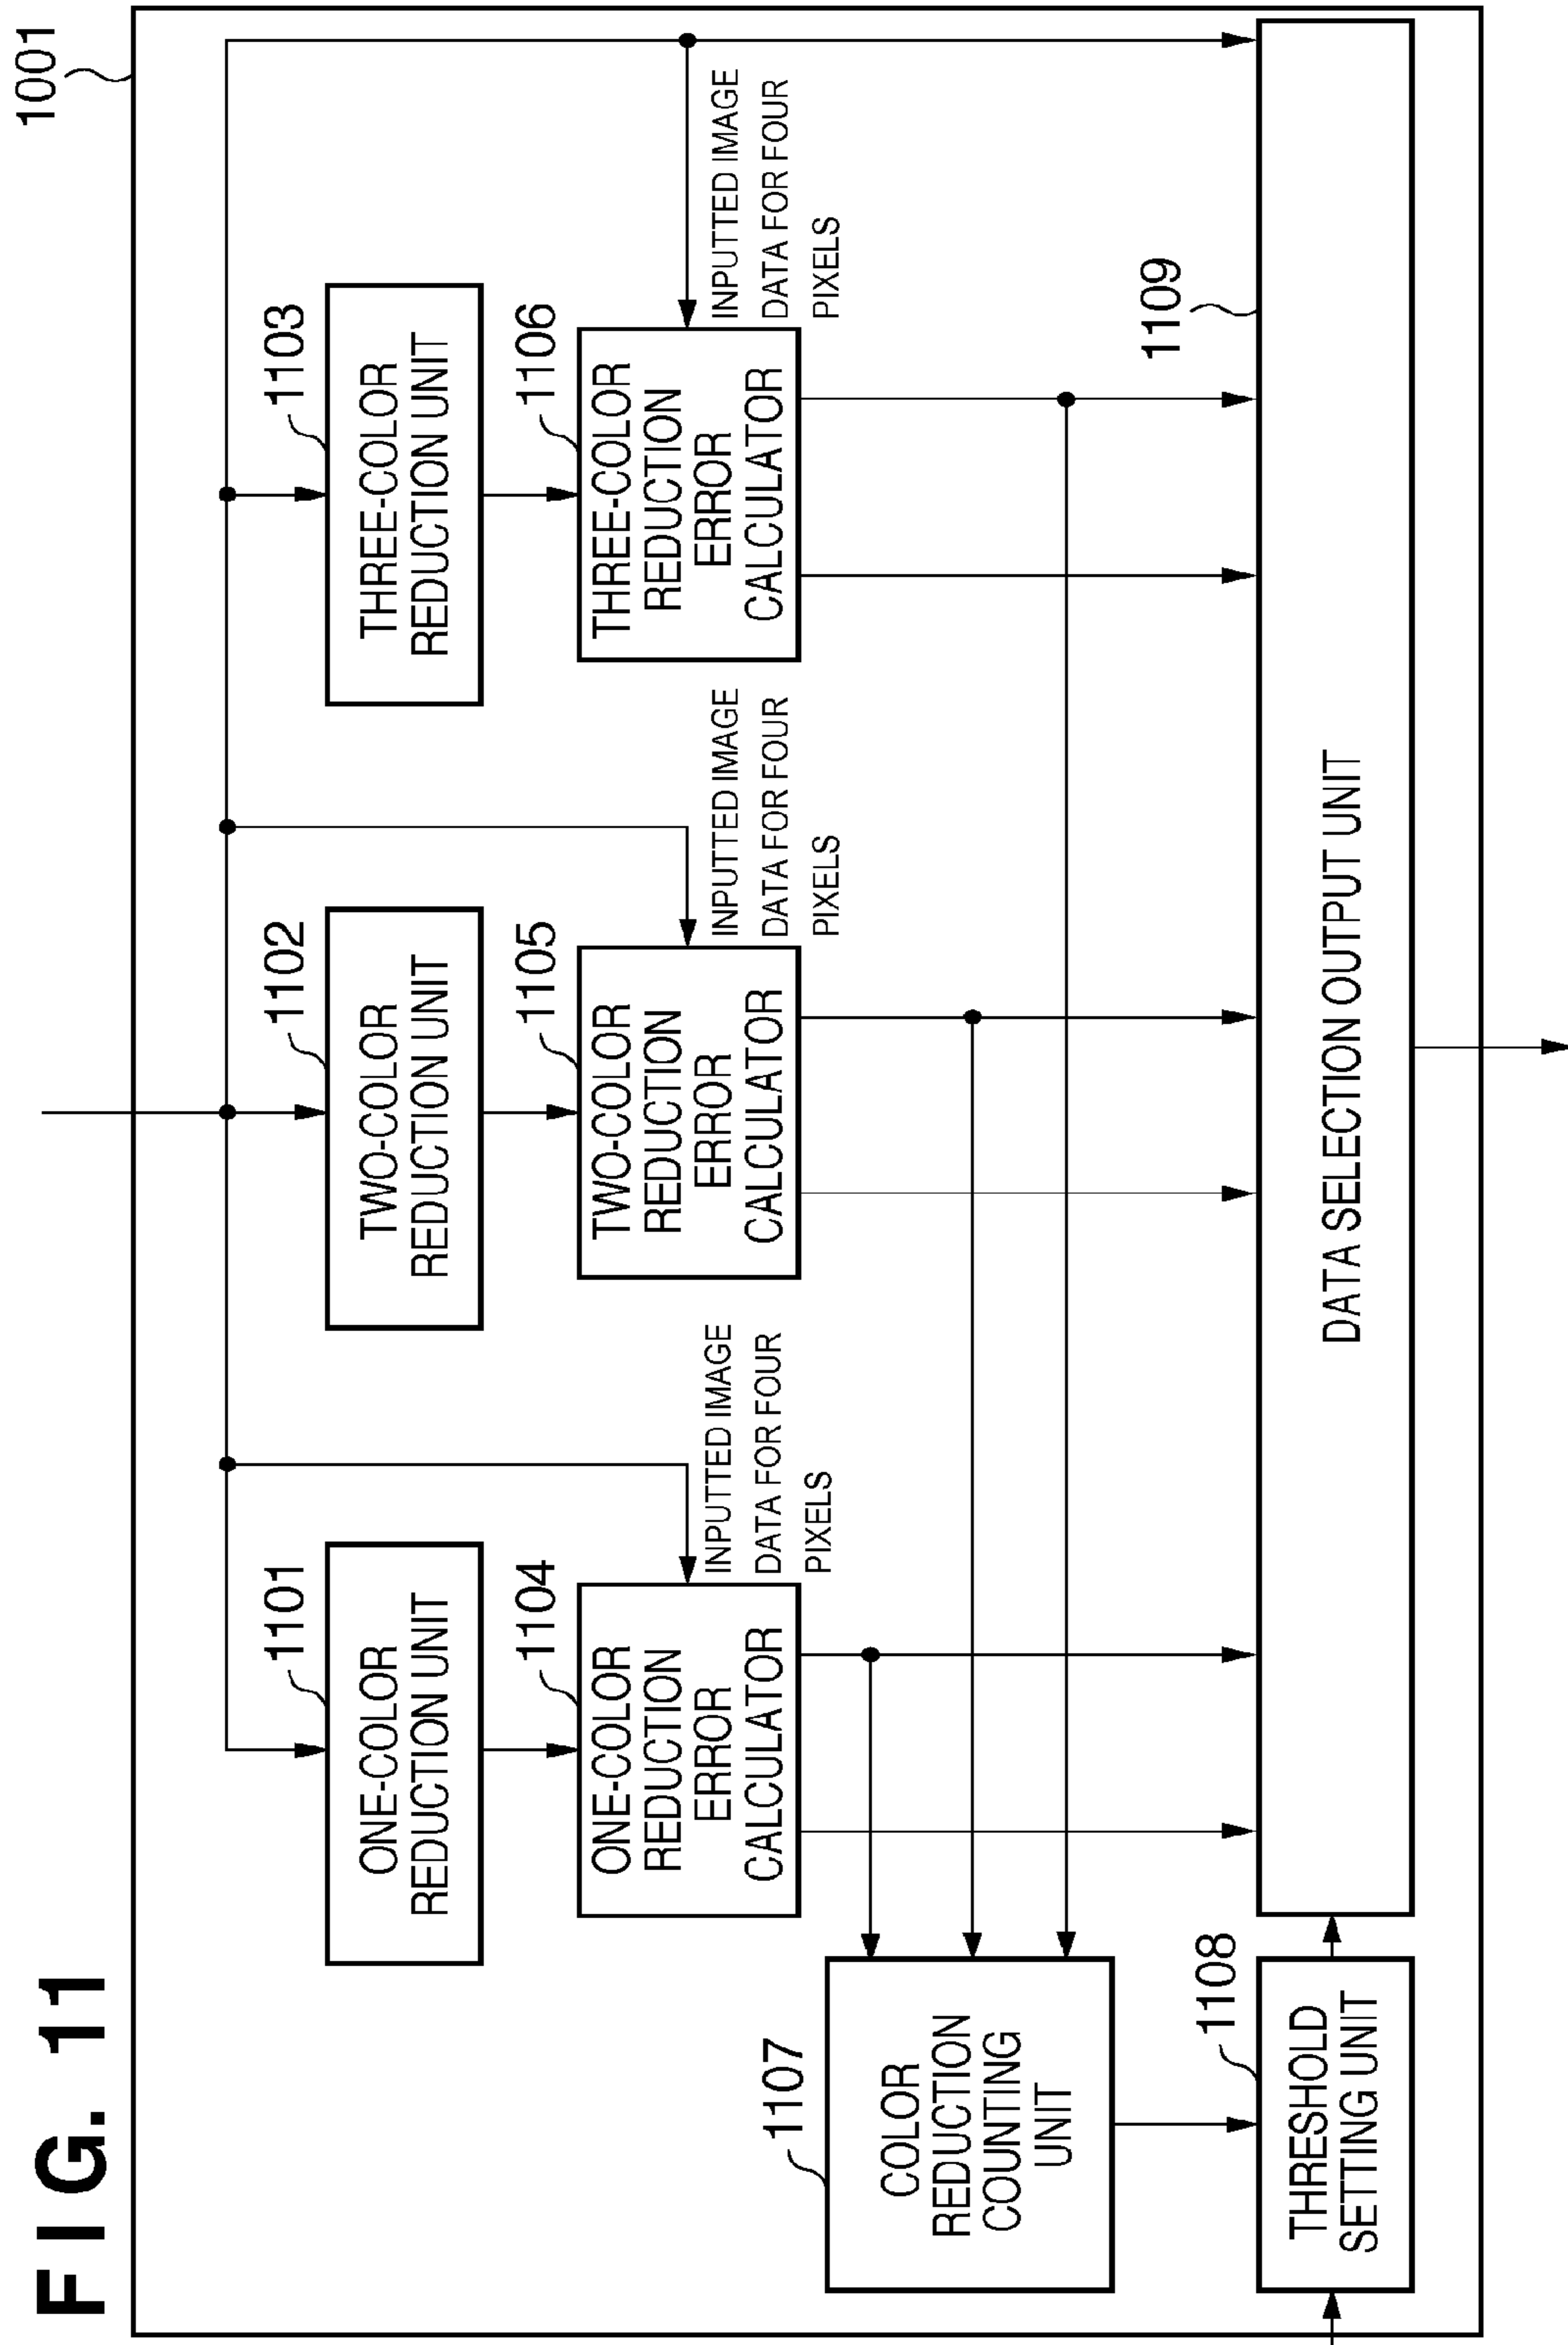 FIG. 11
1001
1101
ONE-COLOR
REDUCTION UNIT
1102
TWO-COLOR
REDUCTION UNIT
1103
THREE-COLOR
REDUCTION UNIT
1104
ONE-COLOR
REDUCTION
ERROR
CALCULATOR
INPUTTED IMAGE
DATA FOR FOUR
PIXELS
1105
TWO-COLOR
REDUCTION
ERROR
CALCULATOR
INPUTTED IMAGE
DATA FOR FOUR
PIXELS
1106
THREE-COLOR
REDUCTION
ERROR
CALCULATOR
INPUTTED IMAGE
DATA FOR FOUR
PIXELS
1107
COLOR
REDUCTION
COUNTING
UNIT
1108
THRESHOLD
SETTING UNIT
1109
DATA SELECTION OUTPUT UNIT